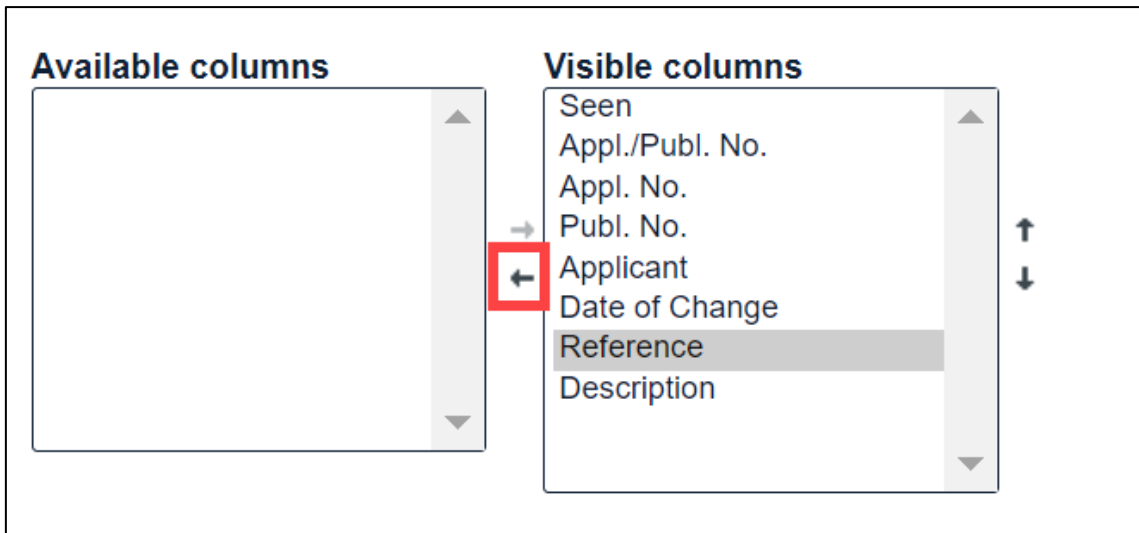 Available columns
Visible columns
Seen
Appl./Publ. No.
Appl. No.
Publ. No.
Applicant
Date of Change
Reference
Description